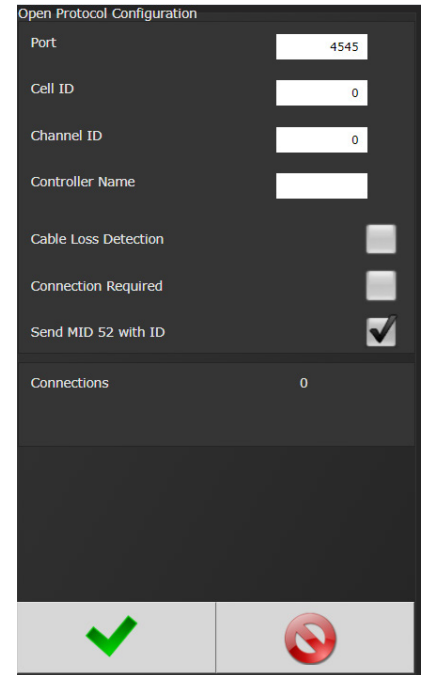 Open Protocol Configuration
Port 4545
Cell ID 0
Channel ID 0
Controller Name
Cable Loss Detection
Connection Required
Send MID 52 with ID
Connections 0